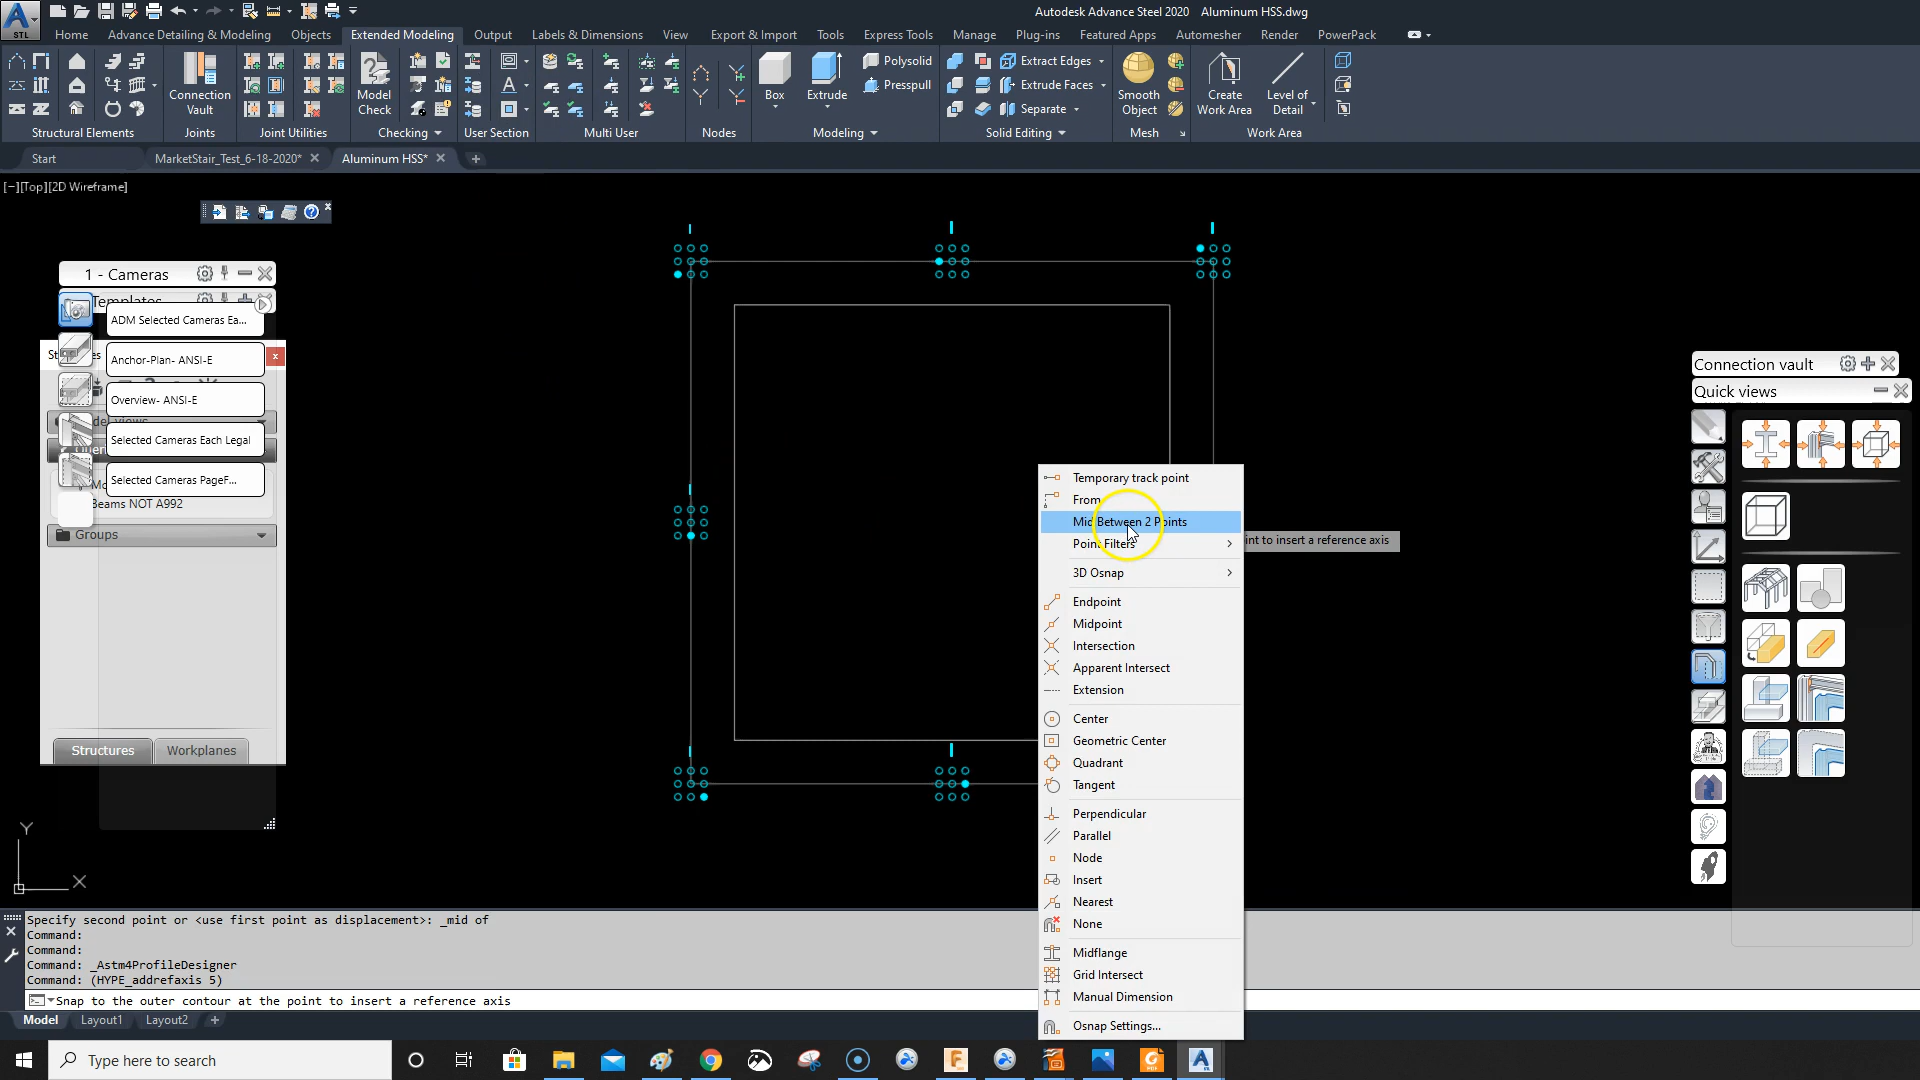 Autodesk Advance Steel 2020 Aluminum HSS.dwg
STL
Home Advance Detailing & Modeling Objects Extended Modeling Output Labels & Dimensions View Export & Import Tools Express Tools Manage Plug-ins Featured Apps Automesher Render PowerPack
Connection Vault
Model Check
Box
Extrude
Polysolid
Presspull
Extract Edges
Extrude Faces
Separate
Smooth Object
Create Work Area
Level of Detail
Structural Elements Joints Joint Utilities Checking User Section Multi User Nodes Modeling Solid Editing Mesh Work Area
Start MarketStair_Test_6-18-2020* Aluminum HSS*
[−][Top][2D Wireframe]
1 - Cameras
Templates
ADM Selected Cameras Ea...
Anchor-Plan- ANSI-E
Overview- ANSI-E
Selected Cameras Each Legal
Selected Cameras PageF...
Beams NOT A992
Groups
Structures Workplanes
Y
X
Temporary track point
From
Mid Between 2 Points
Point Filters
int to insert a reference axis
3D Osnap
Endpoint
Midpoint
Intersection
Apparent Intersect
Extension
Center
Geometric Center
Quadrant
Tangent
Perpendicular
Parallel
Node
Insert
Nearest
None
Midflange
Grid Intersect
Manual Dimension
Osnap Settings...
Connection vault
Quick views
Specify second point or <use first point as displacement>: _mid of
Command:
Command:
Command: _Astm4ProfileDesigner
Command: (HYPE_addrefaxis 5)
Snap to the outer contour at the point to insert a reference axis
Model Layout1 Layout2
Type here to search